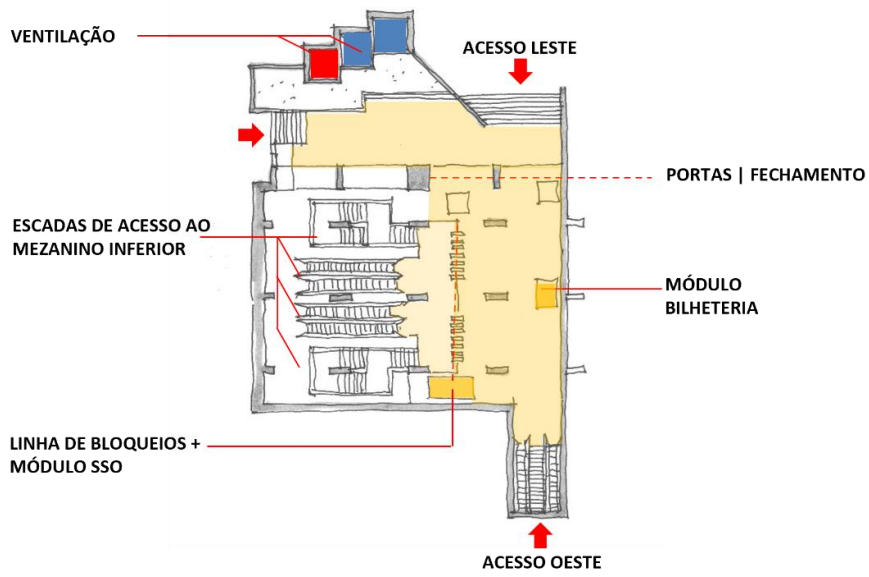 VENTILAÇÃO
ACESSO LESTE
PORTAS | FECHAMENTO
ESCADAS DE ACESSO AO
MEZANINO INFERIOR
MÓDULO
BILHETERIA
LINHA DE BLOQUEIOS +
MÓDULO SSO
ACESSO OESTE